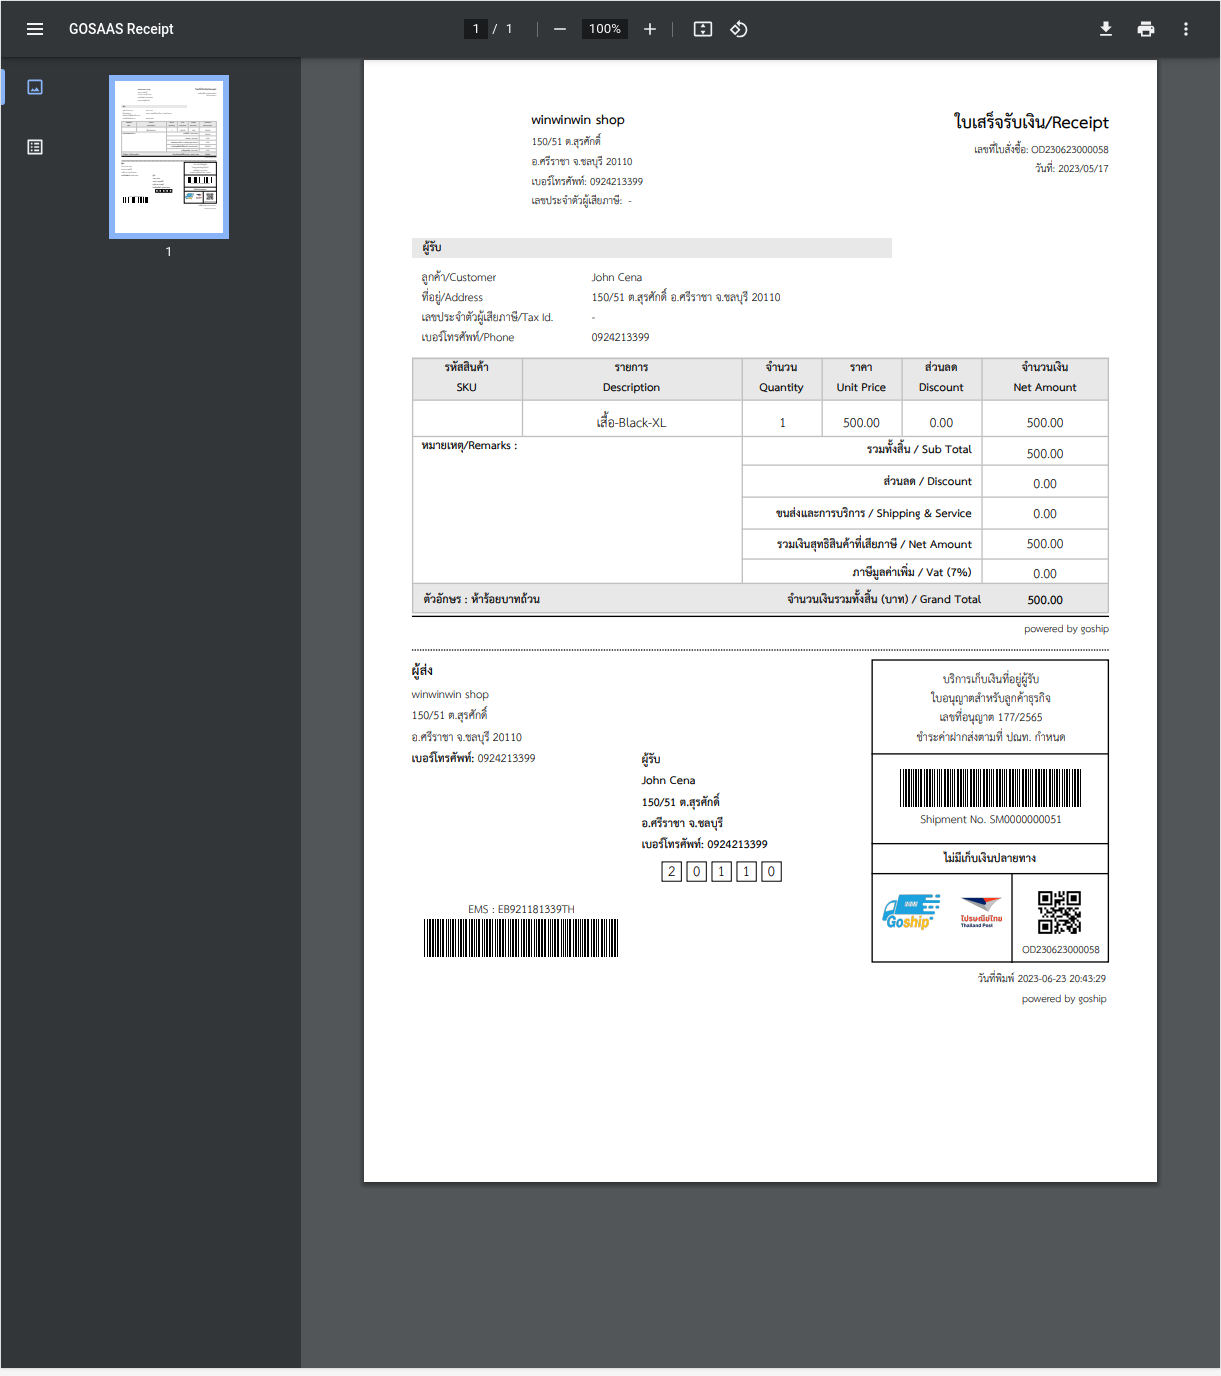 GOSAAS Receipt
1 / 1
100%
1
winwinwin shop
150/51 ต.สุรศักดิ์
อ.ศรีราชา จ.ชลบุรี 20110
เบอร์โทรศัพท์: 0924213399
เลขประจำตัวผู้เสียภาษี: -
ใบเสร็จรับเงิน/Receipt
เลขที่ใบสั่งซื้อ: OD230623000058
วันที่: 2023/05/17
ผู้รับ
ลูกค้า/Customer John Cena
ที่อยู่/Address 150/51 ต.สุรศักดิ์ อ.ศรีราชา จ.ชลบุรี 20110
เลขประจำตัวผู้เสียภาษี/Tax Id. -
เบอร์โทรศัพท์/Phone 0924213399
รหัสสินค้า รายการ จำนวน ราคา ส่วนลด จำนวนเงิน
SKU Description Quantity Unit Price Discount Net Amount
เสื้อ-Black-XL 1 500.00 0.00 500.00
หมายเหตุ/Remarks :
รวมทั้งสิ้น / Sub Total 500.00
ส่วนลด / Discount 0.00
ขนส่งและการบริการ / Shipping & Service 0.00
รวมเงินสุทธิสินค้าที่เสียภาษี / Net Amount 500.00
ภาษีมูลค่าเพิ่ม / Vat (7%) 0.00
ตัวอักษร : ห้าร้อยบาทถ้วน จำนวนเงินรวมทั้งสิ้น (บาท) / Grand Total 500.00
powered by goship
ผู้ส่ง
winwinwin shop
150/51 ต.สุรศักดิ์
อ.ศรีราชา จ.ชลบุรี 20110
เบอร์โทรศัพท์: 0924213399
ผู้รับ
John Cena
150/51 ต.สุรศักดิ์
อ.ศรีราชา จ.ชลบุรี
เบอร์โทรศัพท์: 0924213399
2 0 1 1 0
EMS : EB921181339TH
บริการเก็บเงินที่อยู่ผู้รับ
ใบอนุญาตสำหรับลูกค้าธุรกิจ
เลขที่อนุญาต 177/2565
ชำระค่าฝากส่งตามที่ ปณท. กำหนด
Shipment No. SM0000000051
ไม่มีเก็บเงินปลายทาง
Goship
ไปรษณีย์ไทย
Thailand Post
OD230623000058
วันที่พิมพ์ 2023-06-23 20:43:29
powered by goship